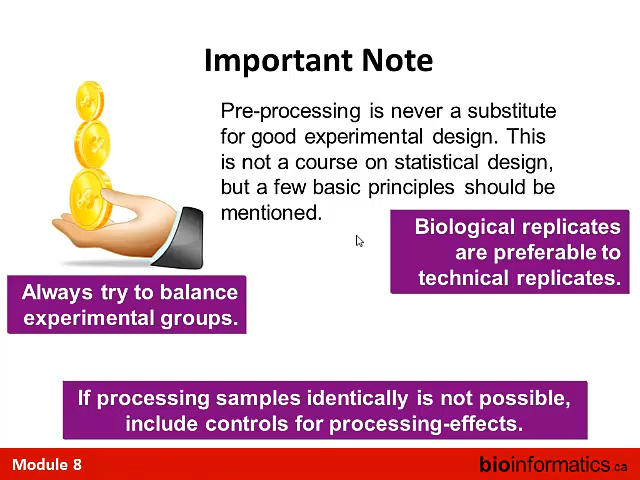 Important Note
Pre-processing is never a substitute
for good experimental design. This
is not a course on statistical design,
but a few basic principles should be
mentioned.
Biological replicates
are preferable to
technical replicates.
Always try to balance
experimental groups.
If processing samples identically is not possible,
include controls for processing-effects.
Module 8
bioinformatics.ca